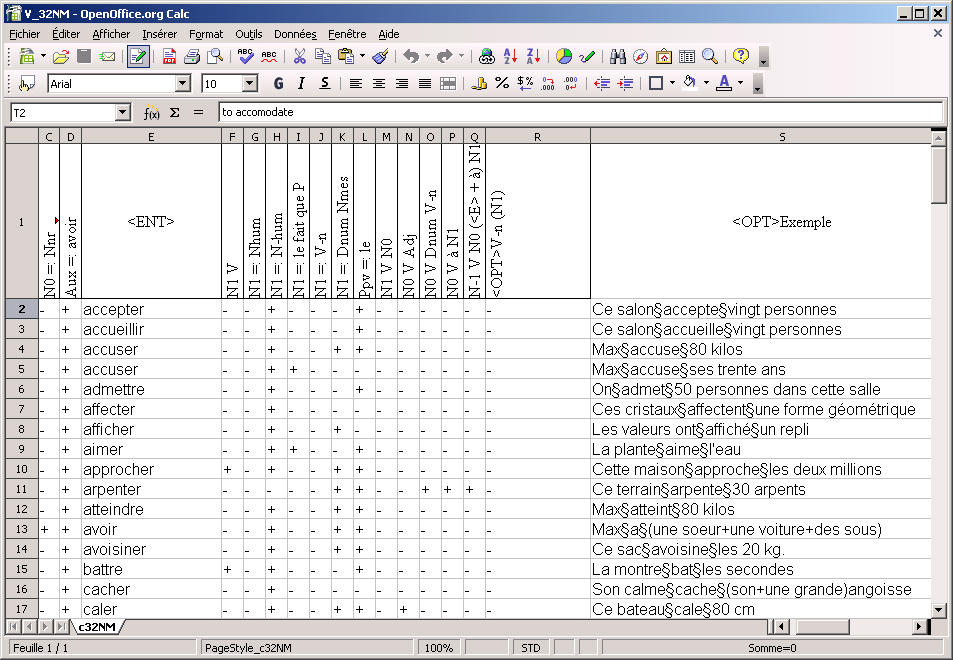 V_32NM - OpenOffice.org Calc
Fichier Éditer Afficher Insérer Format Outils Données Fenêtre Aide
Arial 10 G I S
T2 f(x) Σ = to accomodate
C D E F G H I J K L M N O P Q R S
1 N0 =: Nnr Aux =: avoir <ENT> N1 V N1 =: Nhum N1 =: N-hum N1 =: le fait que P N1 =: V-n N1 =: Dnum Nmes Ppv =: le N1 V N0 N0 V Adj N0 V Dnum V-n N0 V à N1 N-1 V N0 (<E> + à) N1 <OPT>V-n (N1) <OPT>Exemple
2 - + accepter - - + - - - + - - - - - - Ce salon§accepte§vingt personnes
3 - + accueillir - - + - - - + - - - - - - Ce salon§accueille§vingt personnes
4 - + accuser - - + - - + + - - - - - - Max§accuse§80 kilos
5 - + accuser - - + + - - - - - - - - - Max§accuse§ses trente ans
6 - + admettre - - + - - - + - - - - - - On§admet§50 personnes dans cette salle
7 - + affecter - - + - - - - - - - - - - Ces cristaux§affectent§une forme géométrique
8 - + afficher - - + - - + - - - - - - - Les valeurs ont§affiché§un repli
9 - + aimer - - + + - - + - - - - - - La plante§aime§l'eau
10 - + approcher + - + - - + + - - - - - - Cette maison§approche§les deux millions
11 - + arpenter - - - - - + + - - + + + - Ce terrain§arpente§30 arpents
12 - + atteindre - - + - - + + - - - - - - Max§atteint§80 kilos
13 + + avoir - - + - - + + - - - - - - Max§a§(une soeur+une voiture+des sous)
14 - + avoisiner - - + - - + + - - - - - - Ce sac§avoisine§les 20 kg.
15 - + battre + - + - - - + - - - - - - La montre§bat§les secondes
16 - + cacher - - + - - - - - - - - - - Son calme§cache§(son+une grande)angoisse
17 - + caler - - + - - + + - + - - - - Ce bateau§cale§80 cm
c32NM
Feuille 1 / 1 PageStyle_c32NM 100% STD Somme=0